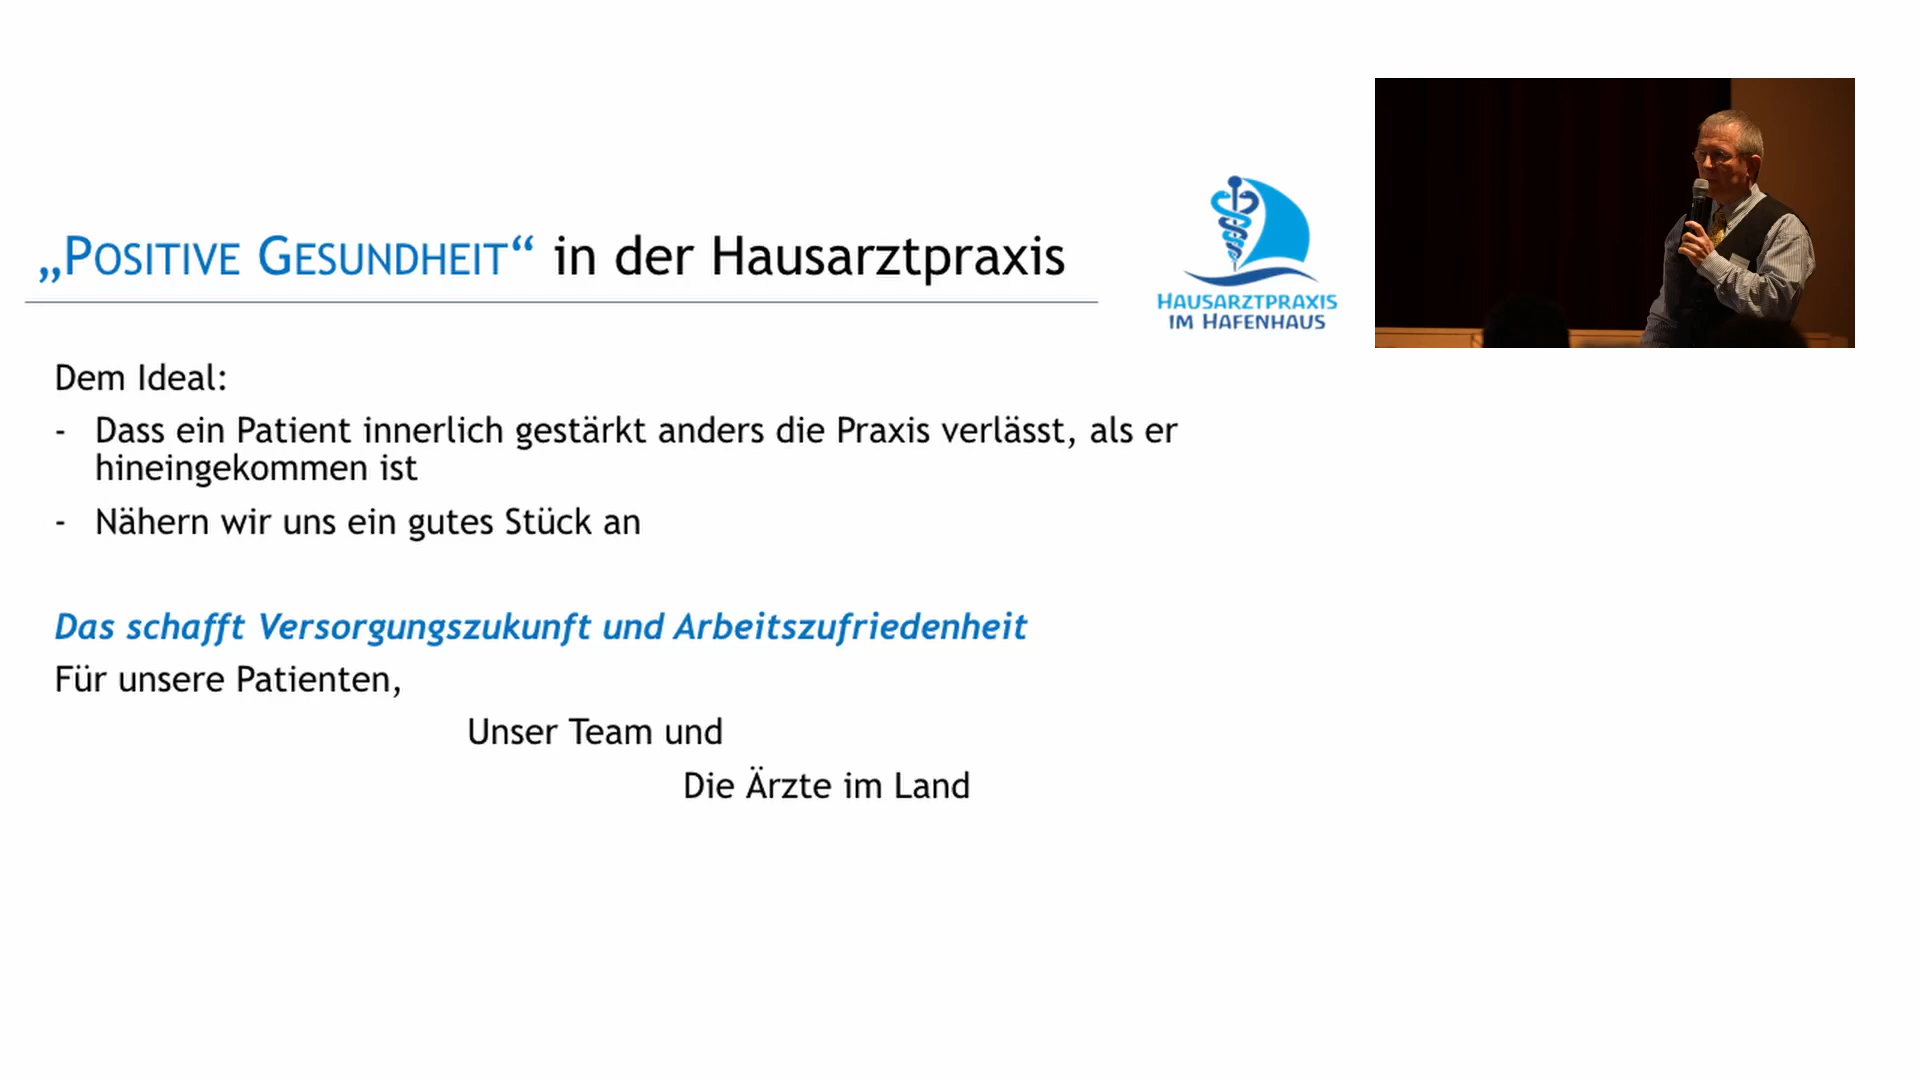 „POSITIVE GESUNDHEIT“ in der Hausarztpraxis
HAUSARZTPRAXIS
IM HAFENHAUS
Dem Ideal:
- Dass ein Patient innerlich gestärkt anders die Praxis verlässt, als er
hineingekommen ist
- Nähern wir uns ein gutes Stück an
Das schafft Versorgungszukunft und Arbeitszufriedenheit
Für unsere Patienten,
Unser Team und
Die Ärzte im Land